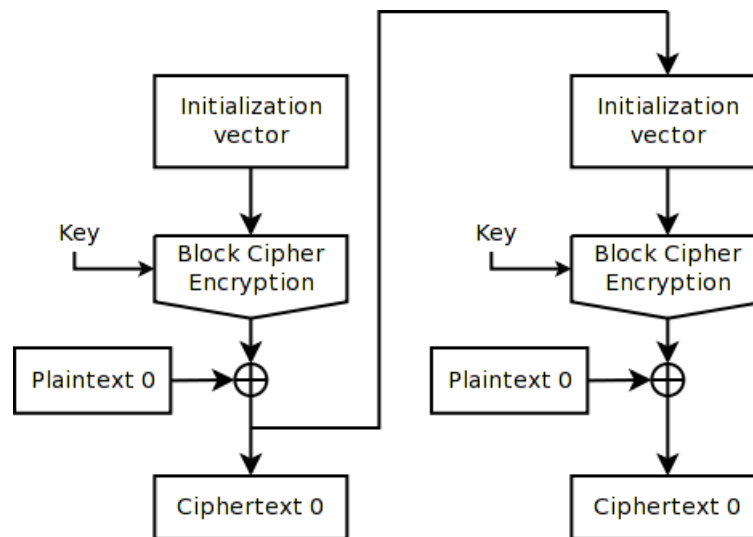 Initialization
vector
Key
Block Cipher
Encryption
Plaintext 0
Ciphertext 0
Initialization
vector
Key
Block Cipher
Encryption
Plaintext 0
Ciphertext 0